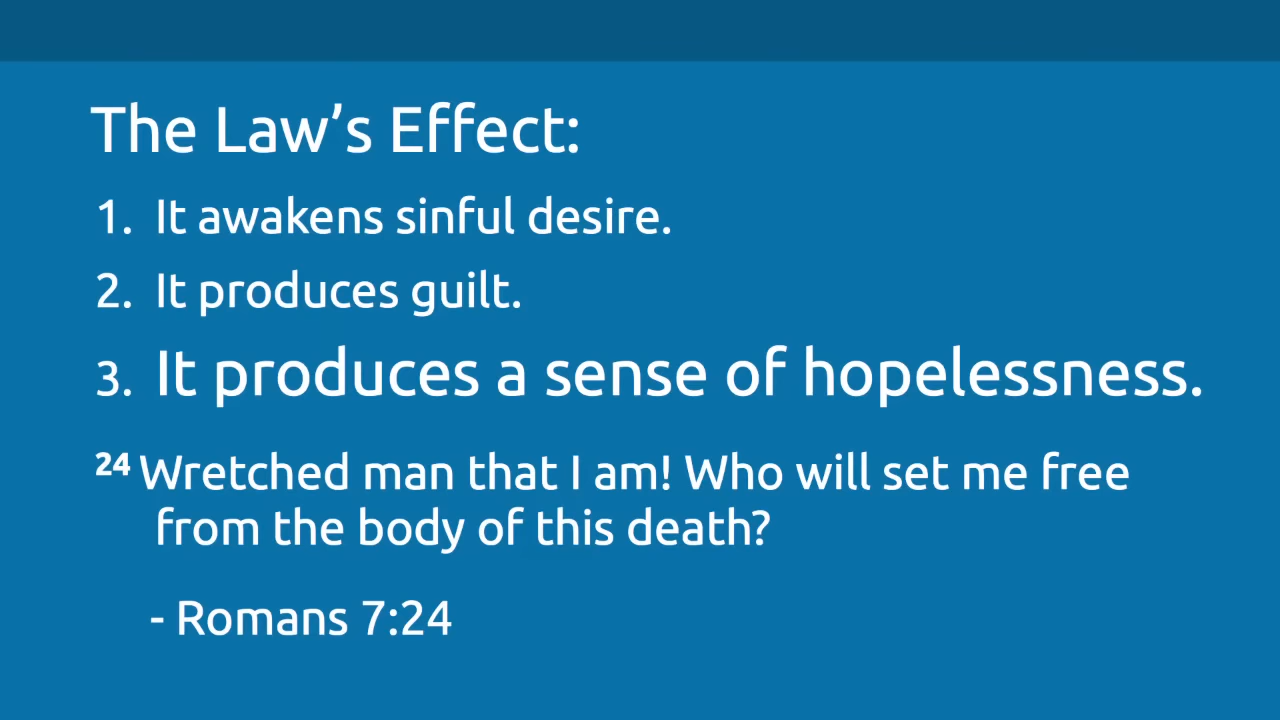 The Law’s Effect:
1. It awakens sinful desire.
2. It produces guilt.
3. It produces a sense of hopelessness.
24 Wretched man that I am! Who will set me free
from the body of this death?
- Romans 7:24